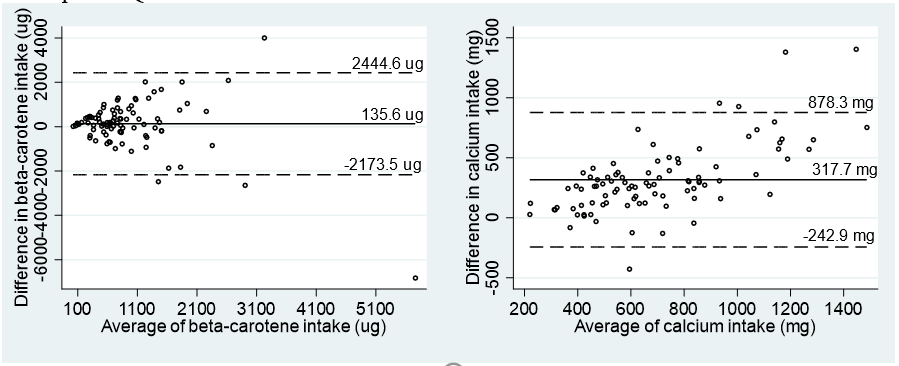 Difference in beta-carotene intake (ug)
-6000-4000-2000 0 2000 4000
2444.6 ug
135.6 ug
-2173.5 ug
100 1100 2100 3100 4100 5100
Average of beta-carotene intake (ug)
Difference in calcium intake (mg)
-500 0 500 1000 1500
878.3 mg
317.7 mg
-242.9 mg
200 400 600 800 1000 1200 1400
Average of calcium intake (mg)